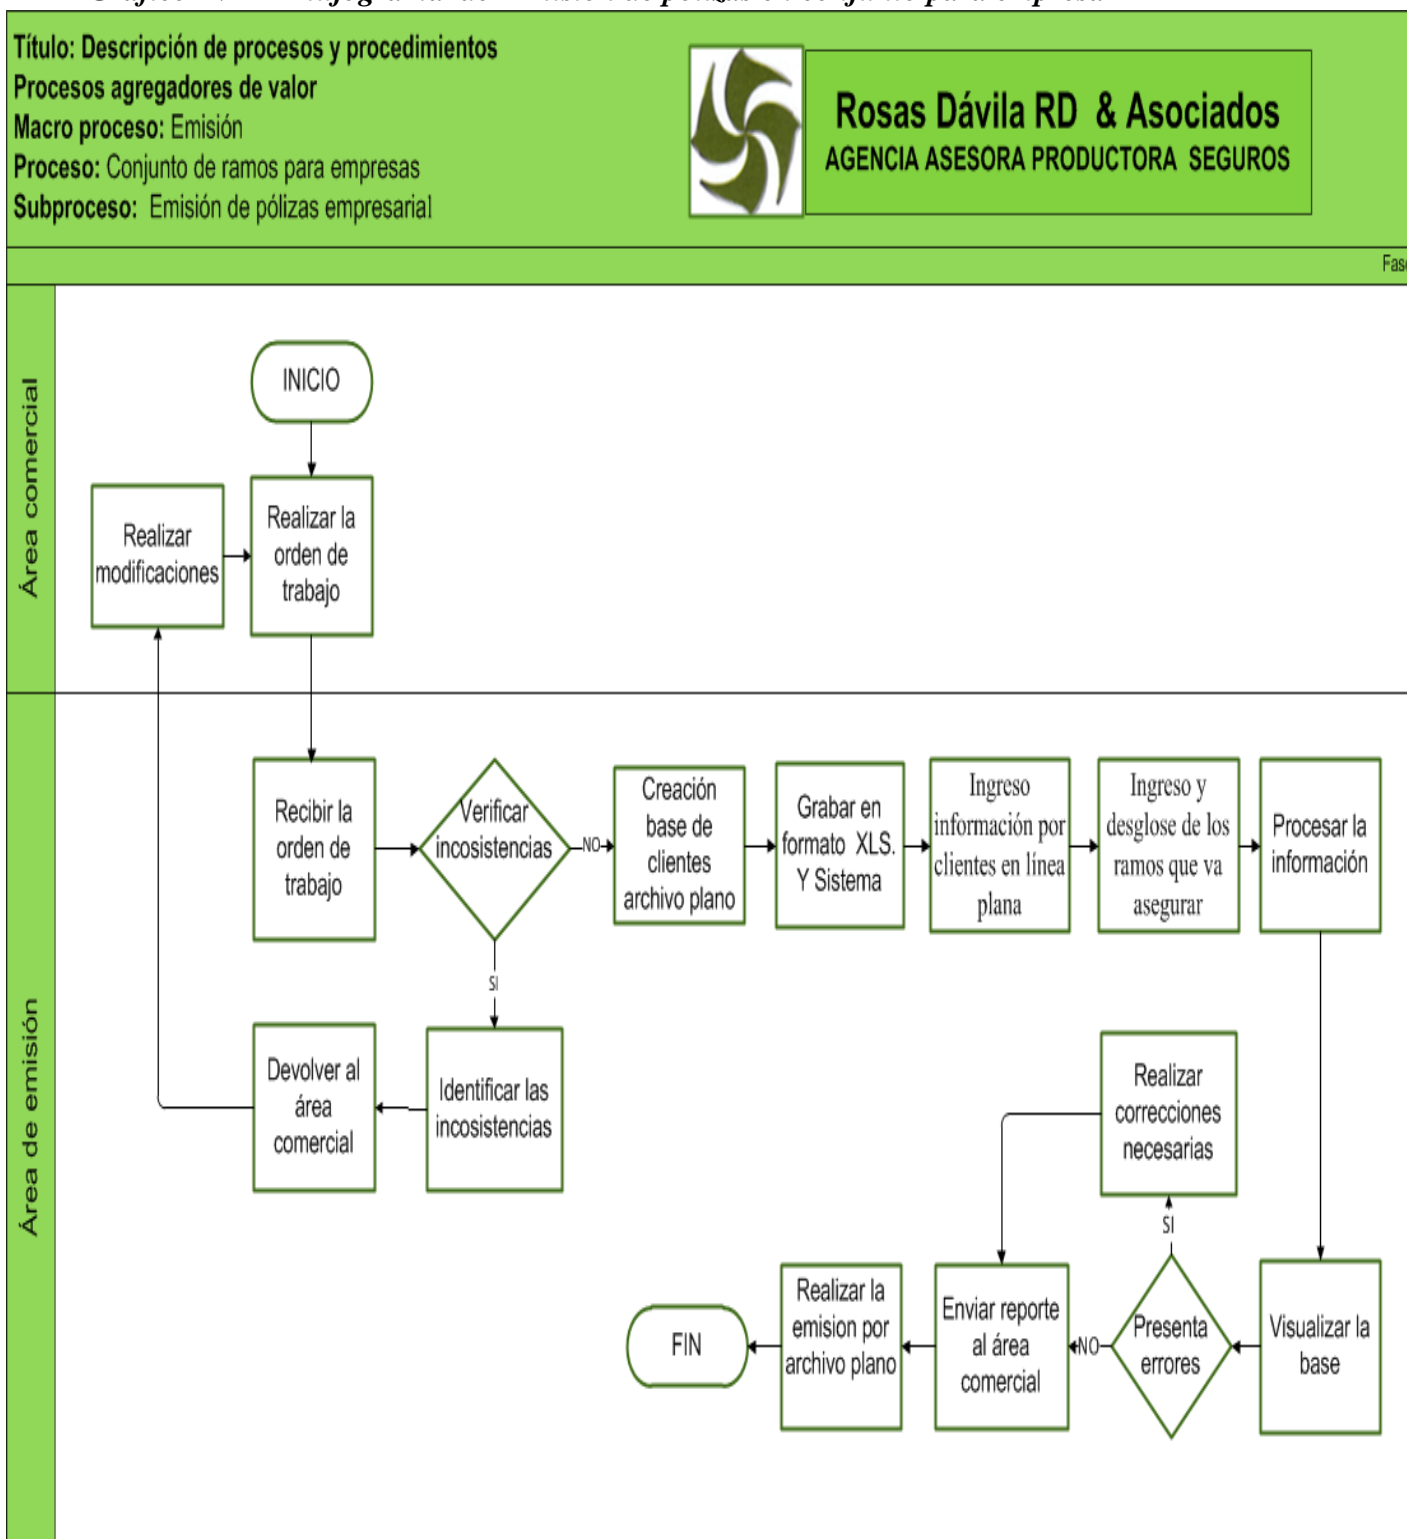 Título: Descripción de procesos y procedimientos
Procesos agregadores de valor
Macro proceso: Emisión
Proceso: Conjunto de ramos para empresas
Subproceso: Emisión de pólizas empresarial
Rosas Dávila RD & Asociados
AGENCIA ASESORA PRODUCTORA SEGUROS
Fase
Área comercial
INICIO
Realizar
modificaciones
Realizar la
orden de
trabajo
Área de emisión
Recibir la
orden de
trabajo
Verificar
incosistencias
NO
Creación
base de
clientes
archivo plano
Grabar en
formato XLS.
Y Sistema
Ingreso
información por
clientes en línea
plana
Ingreso y
desglose de los
ramos que va
asegurar
Procesar la
información
SI
Devolver al
área
comercial
Identificar las
incosistencias
Realizar
correcciones
necesarias
SI
FIN
Realizar la
emision por
archivo plano
Enviar reporte
al área
comercial
NO
Presenta
errores
Visualizar la
base